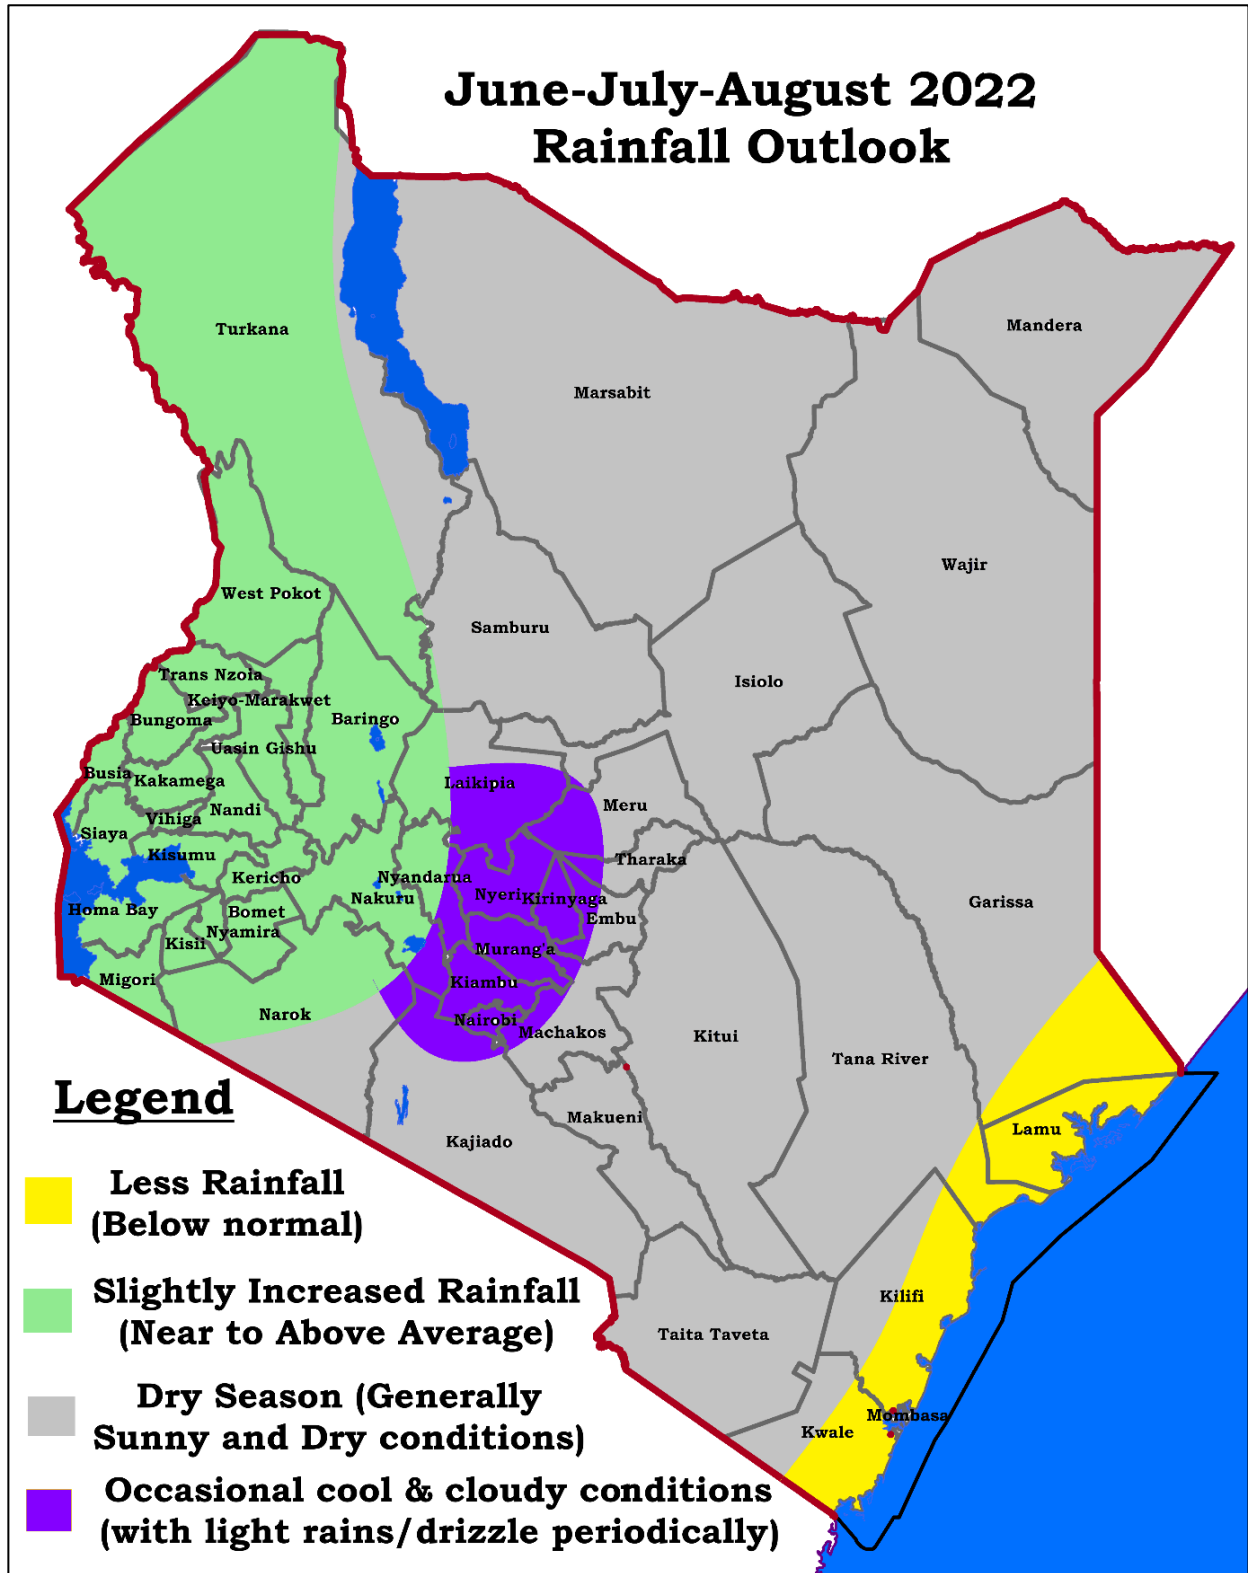 June-July-August 2022
Rainfall Outlook
Turkana
Mandera
Marsabit
Wajir
West Pokot
Samburu
Trans Nzoia
Isiolo
Keiyo-Marakwet
Bungoma
Baringo
Uasin Gishu
Busia
Kakamega
Laikipia
Meru
Nandi
Vihiga
Siaya
Kisumu
Tharaka
Kericho
Nyandarua
Nakuru
Nyeri
Kirinyaga
Garissa
Homa Bay
Bomet
Embu
Nyamira
Kisii
Murang'a
Migori
Kiambu
Narok
Nairobi
Machakos
Kitui
Tana River
Makueni
Lamu
Kajiado
Kilifi
Taita Taveta
Mombasa
Kwale
Legend
Less Rainfall
(Below normal)
Slightly Increased Rainfall
(Near to Above Average)
Dry Season (Generally
Sunny and Dry conditions)
Occasional cool & cloudy conditions
(with light rains/drizzle periodically)